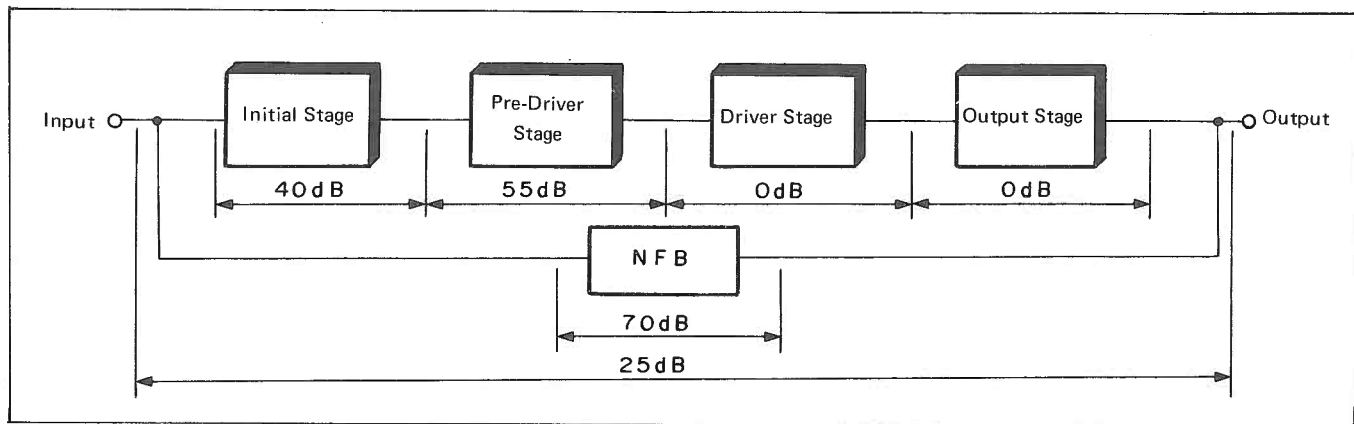 Input
Initial Stage
Pre-Driver
Stage
Driver Stage
Output Stage
Output
40dB
55dB
0dB
0dB
NFB
70dB
25dB